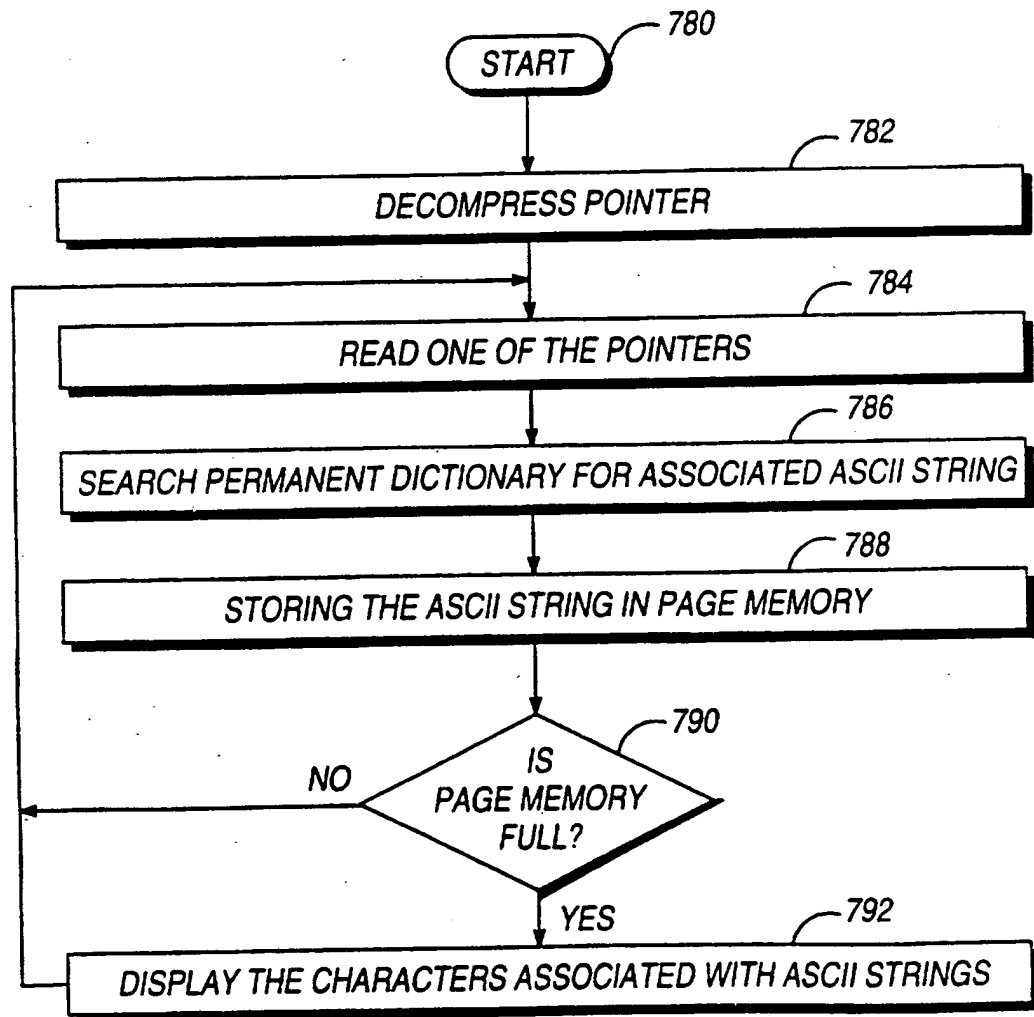 780
START
782
DECOMPRESS POINTER
784
READ ONE OF THE POINTERS
786
SEARCH PERMANENT DICTIONARY FOR ASSOCIATED ASCII STRING
788
STORING THE ASCII STRING IN PAGE MEMORY
790
IS
PAGE MEMORY
FULL?
NO
YES
792
DISPLAY THE CHARACTERS ASSOCIATED WITH ASCII STRINGS